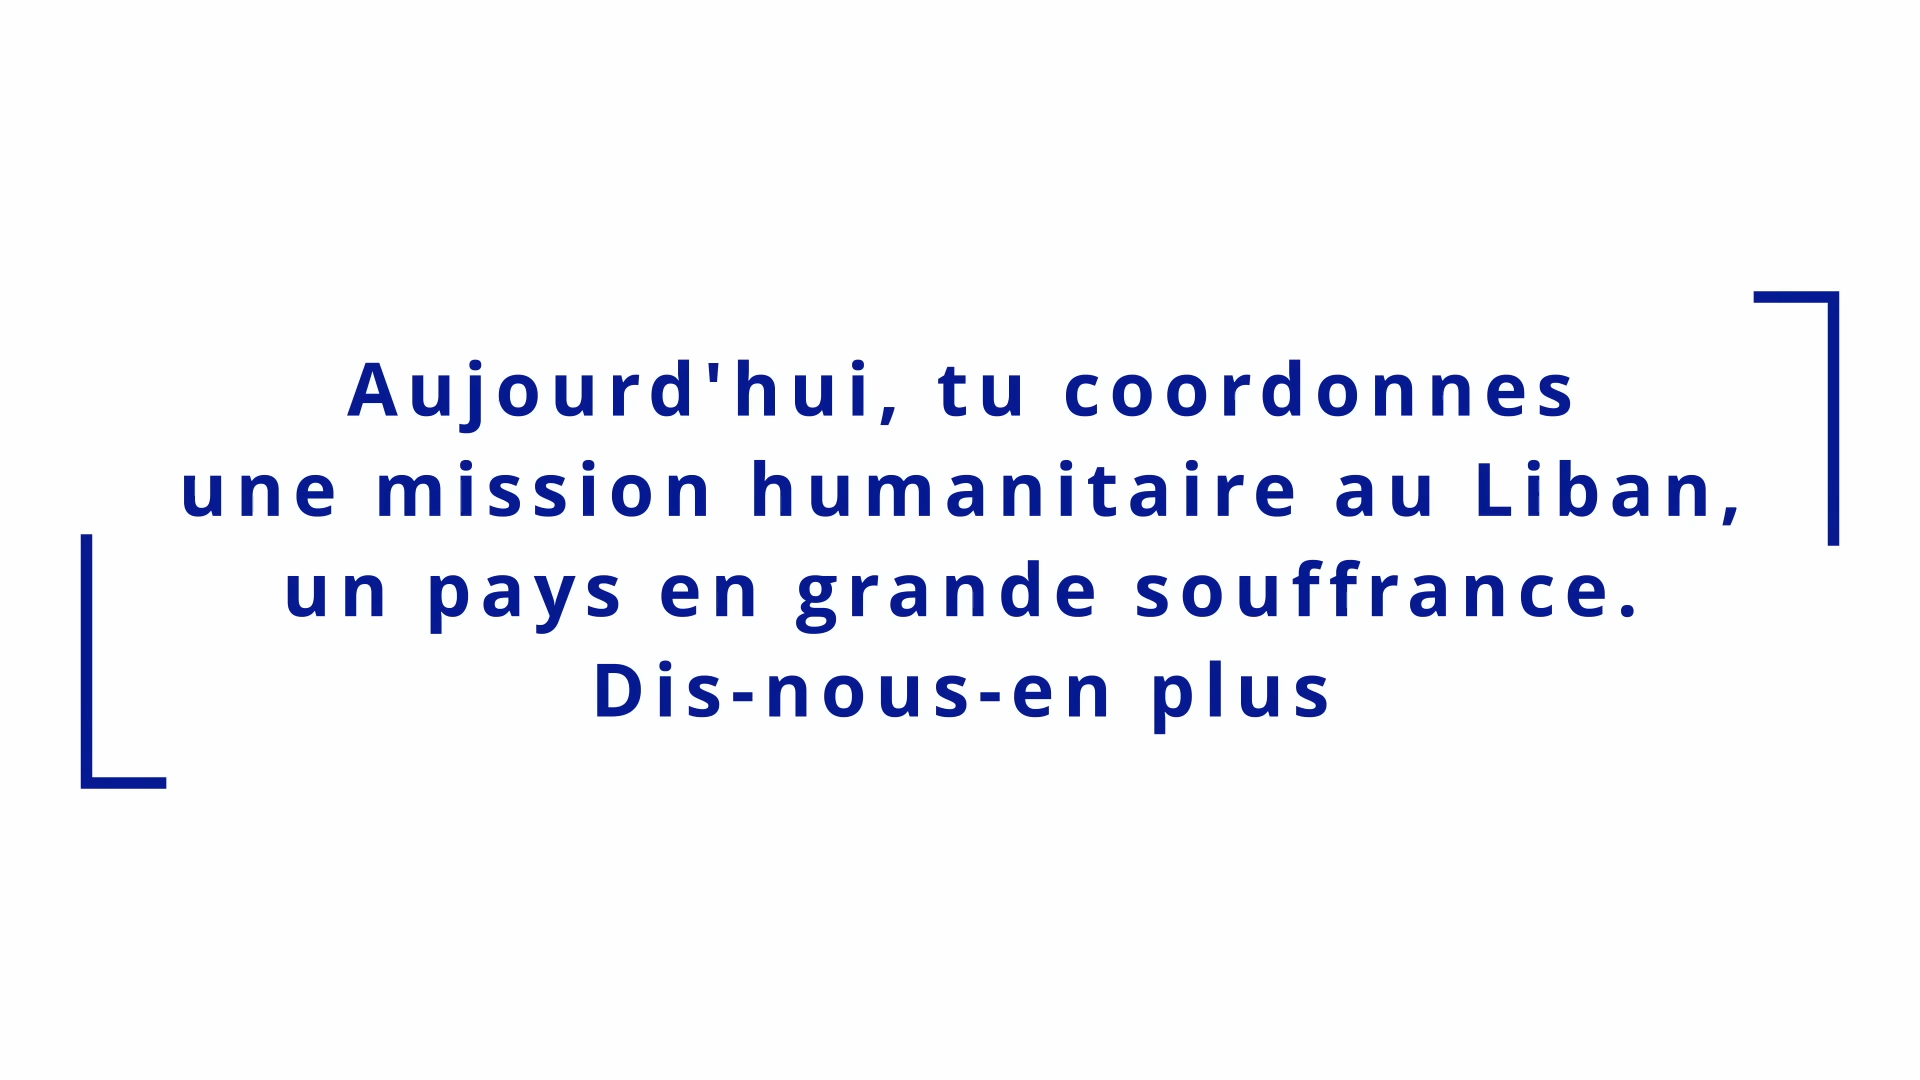 Aujourd'hui, tu coordonnes
une mission humanitaire au Liban,
un pays en grande souffrance.
Dis-nous-en plus